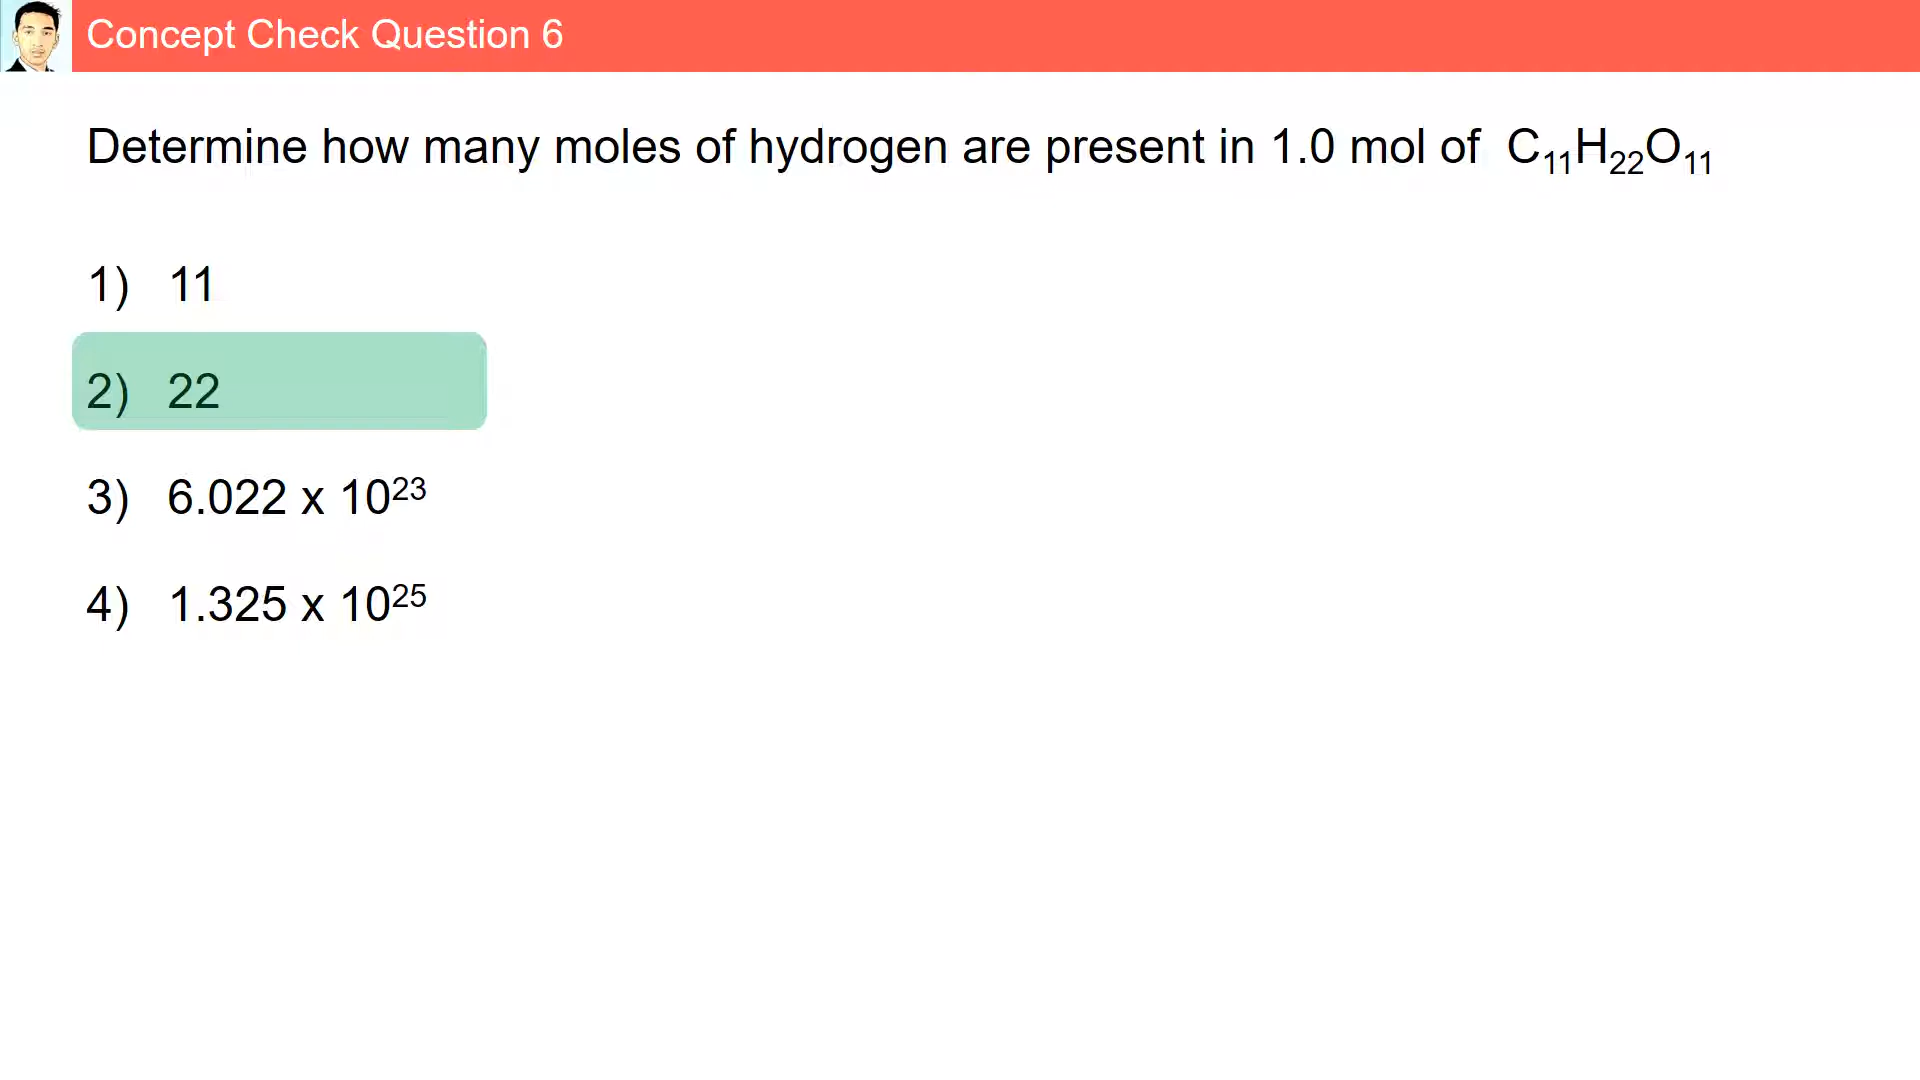 Concept Check Question 6
Determine how many moles of hydrogen are present in 1.0 mol of C₁₁H₂₂O₁₁
1) 11
2) 22
3) 6.022 x 10²³
4) 1.325 x 10²⁵